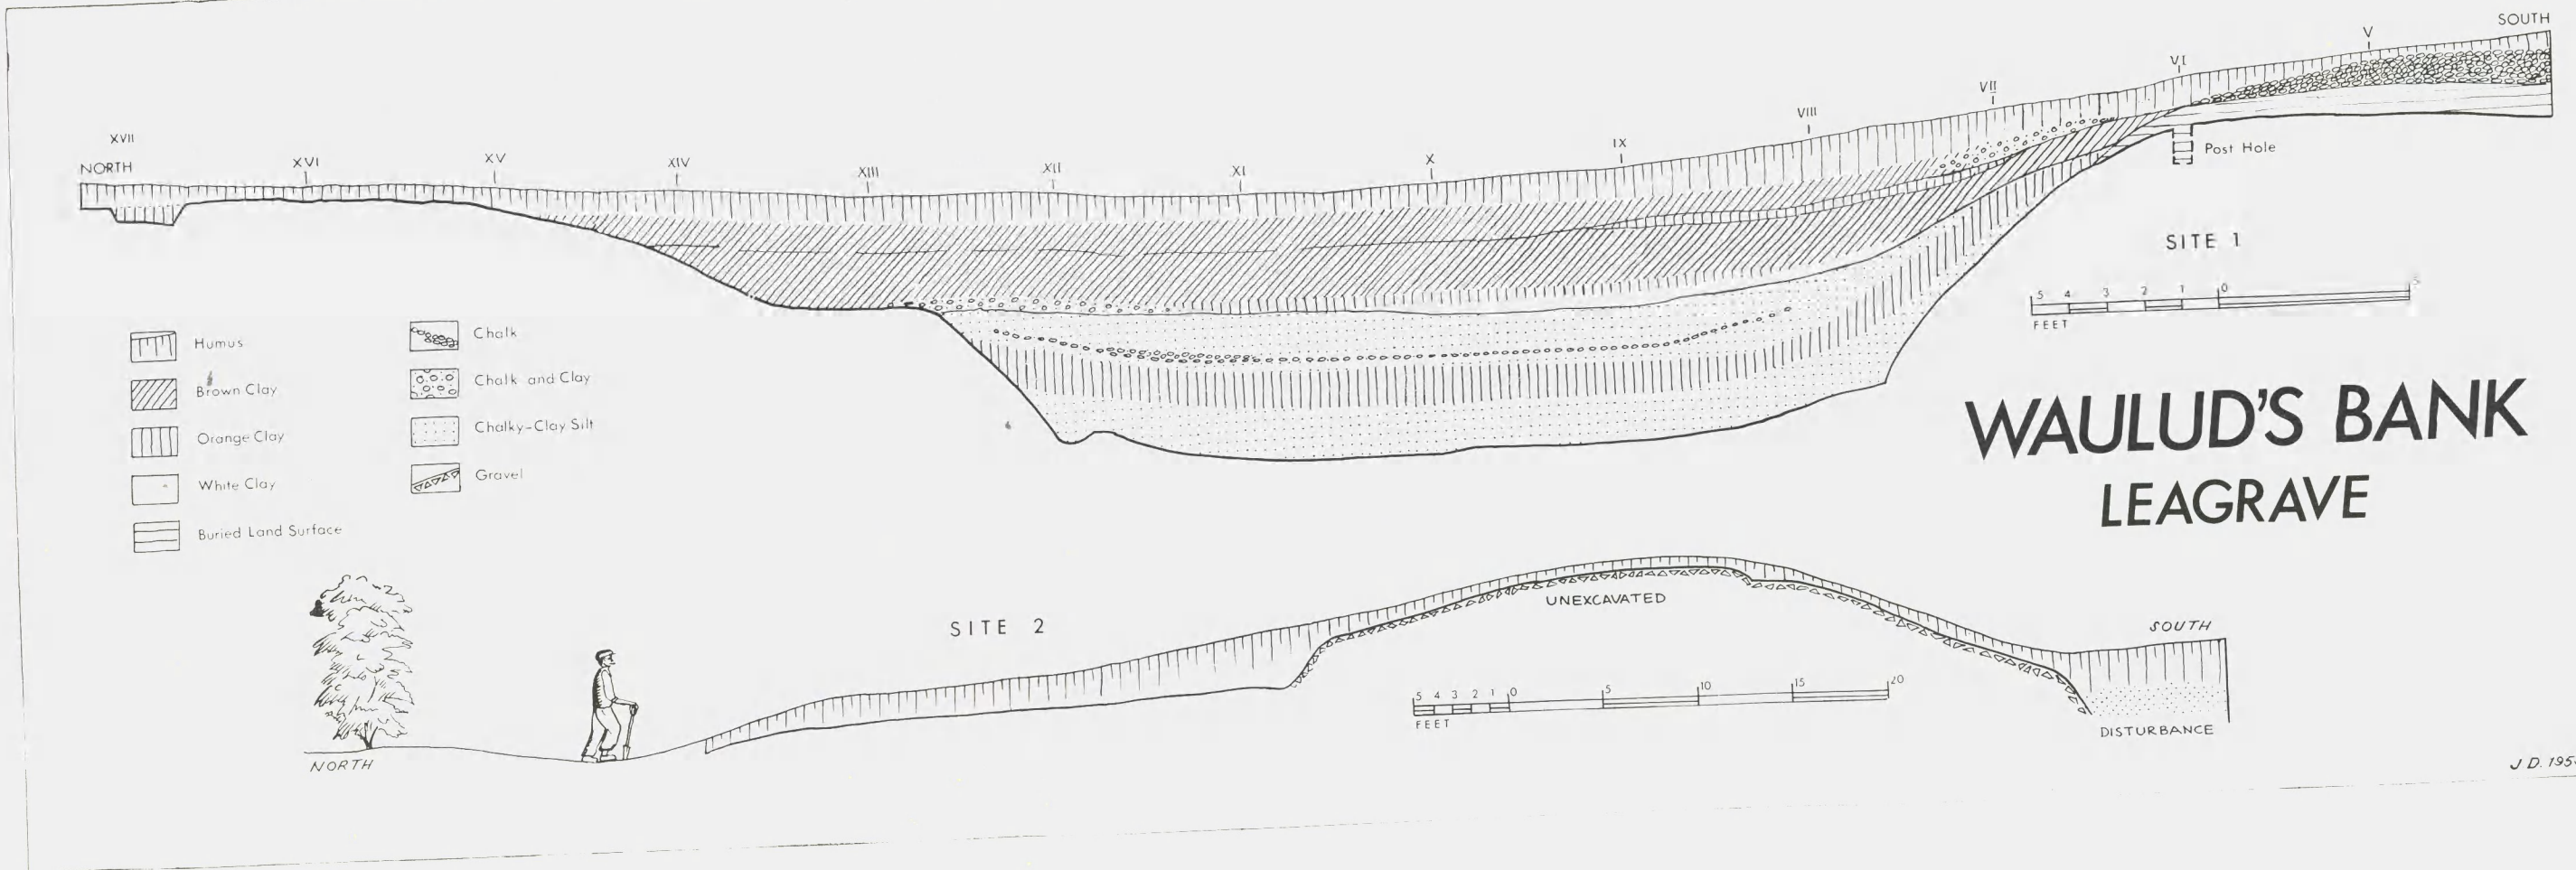 SOUTH
V
VI
VII
VIII
IX
X
XI
XII
XIII
XIV
XV
XVI
XVII
NORTH
Post Hole
SITE 1
5 4 3 2 1 0 5
FEET
Humus
Brown Clay
Orange Clay
White Clay
Buried Land Surface
Chalk
Chalk and Clay
Chalky-Clay Silt
Gravel
WAULUD'S BANK
LEAGRAVE
SITE 2
UNEXCAVATED
SOUTH
5 4 3 2 1 0 5 10 15 20
FEET
DISTURBANCE
NORTH
J D.